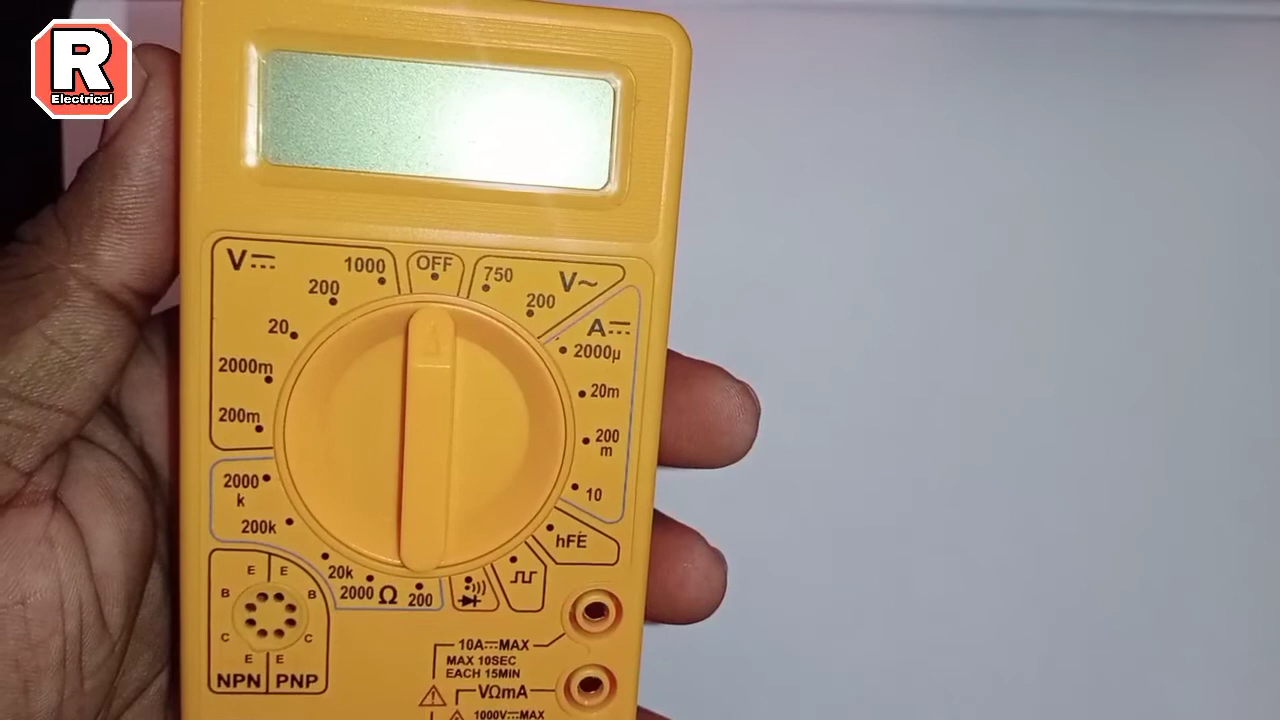 R
Electrical
V⎓
1000
OFF
750
V~
200
200
A⎓
20
2000µ
2000m
20m
200m
200
m
2000
k
10
200k
hFE
20k
2000
Ω
200
E
E
B
B
C
C
E
E
NPN
PNP
10A⎓MAX
MAX 10SEC
EACH 15MIN
VΩmA
1000V⎓MAX